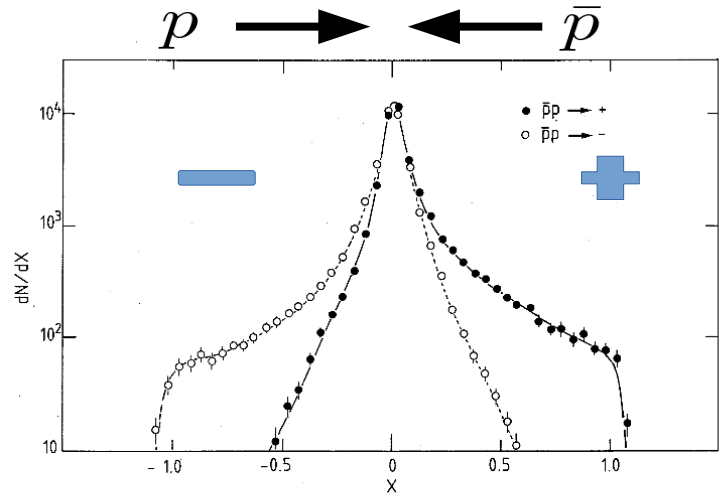 p p̄
10⁴
10³
10²
10
dN/dX
● p̄p → +
○ p̄p → -
- 1.0 -0.5 0 0.5 1.0
X